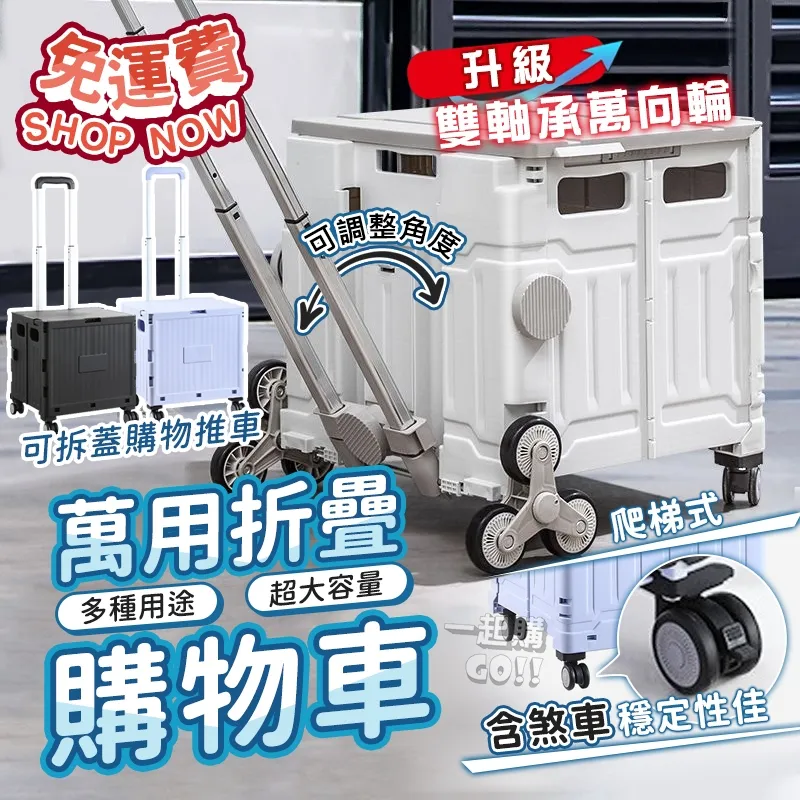 免運費
SHOP NOW
升級
雙軸承萬向輪
可調整角度
可拆蓋購物推車
萬用折疊
多種用途
超大容量
購物車
爬梯式
一起購
GO!!
含煞車穩定性佳